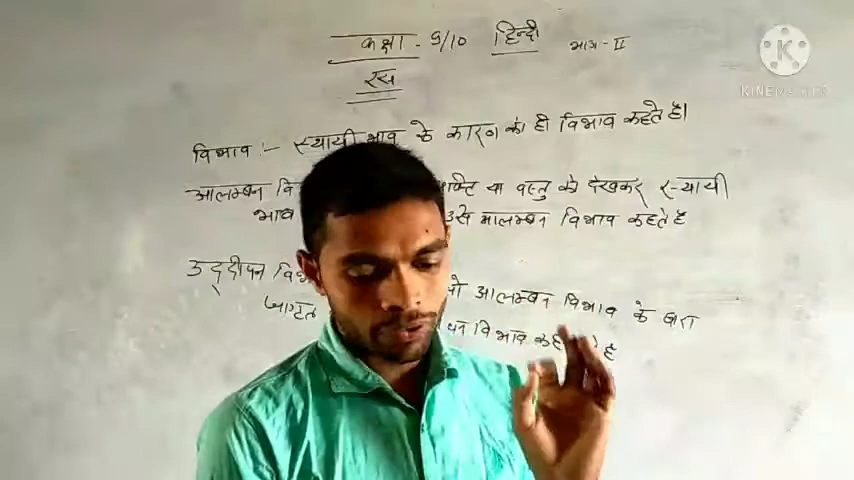 कक्षा - 9/10 हिन्दी भाग - II
रस
K
KINEMASTER
विभाव :- स्थायी भाव के कारण को ही विभाव कहते है।
आलम्बन वि या वस्तु को देखकर स्थायी
भाव उसे आलम्बन विभाव कहते है
उद्दीपन विभ जो आलम्बन विभाव के द्वारा
जागृत पन विभाव कह ते है